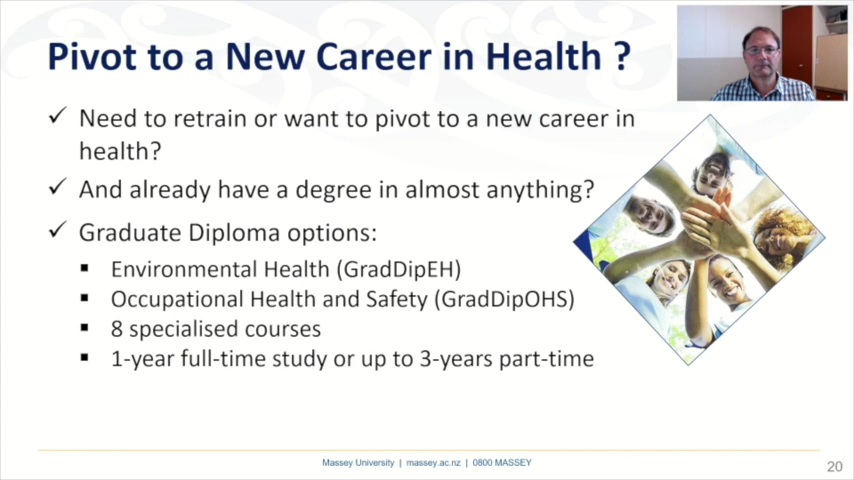 Pivot to a New Career in Health ?
✓ Need to retrain or want to pivot to a new career in
health?
✓ And already have a degree in almost anything?
✓ Graduate Diploma options:
▪ Environmental Health (GradDipEH)
▪ Occupational Health and Safety (GradDipOHS)
▪ 8 specialised courses
▪ 1-year full-time study or up to 3-years part-time
Massey University | massey.ac.nz | 0800 MASSEY
20